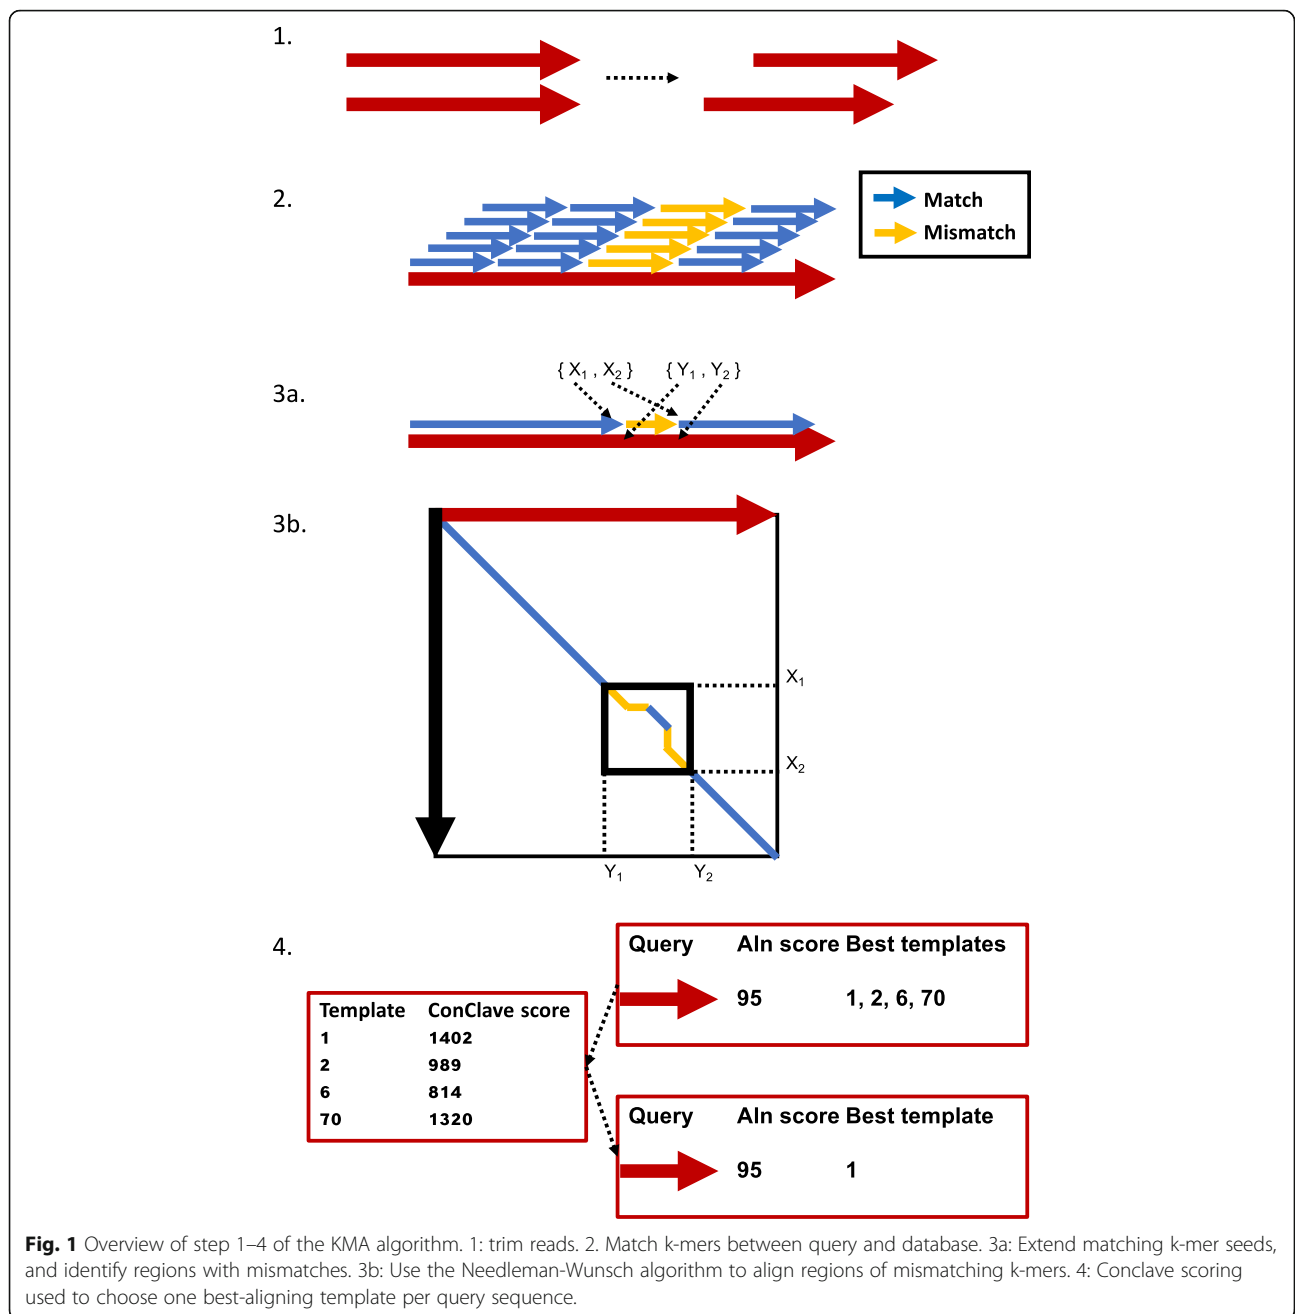 1.
2.
Match
Mismatch
3a.
{ X1 , X2 } { Y1 , Y2 }
3b.
X1
X2
Y1 Y2
4.
Query Aln score Best templates
95 1, 2, 6, 70
Template ConClave score
1 1402
2 989
6 814
70 1320
Query Aln score Best template
95 1
Fig. 1 Overview of step 1–4 of the KMA algorithm. 1: trim reads. 2. Match k-mers between query and database. 3a: Extend matching k-mer seeds,
and identify regions with mismatches. 3b: Use the Needleman-Wunsch algorithm to align regions of mismatching k-mers. 4: Conclave scoring
used to choose one best-aligning template per query sequence.